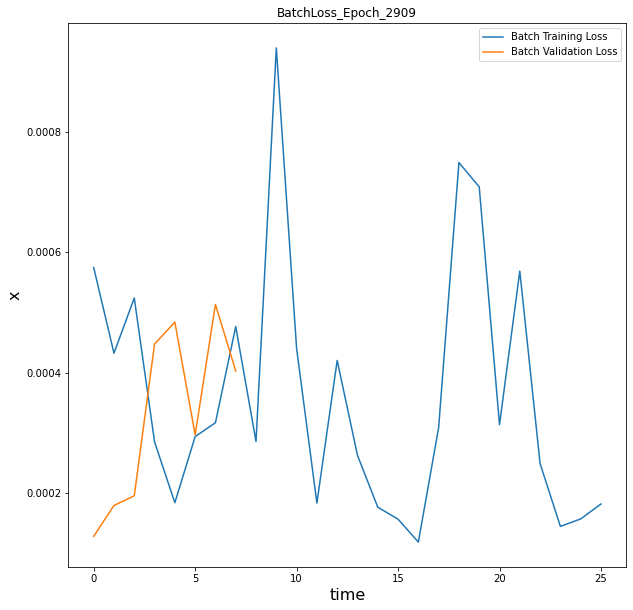 BatchLoss_Epoch_2909
Batch Training Loss
Batch Validation Loss
0.0008
0.0006
0.0004
0.0002
x
0 5 10 15 20 25
time